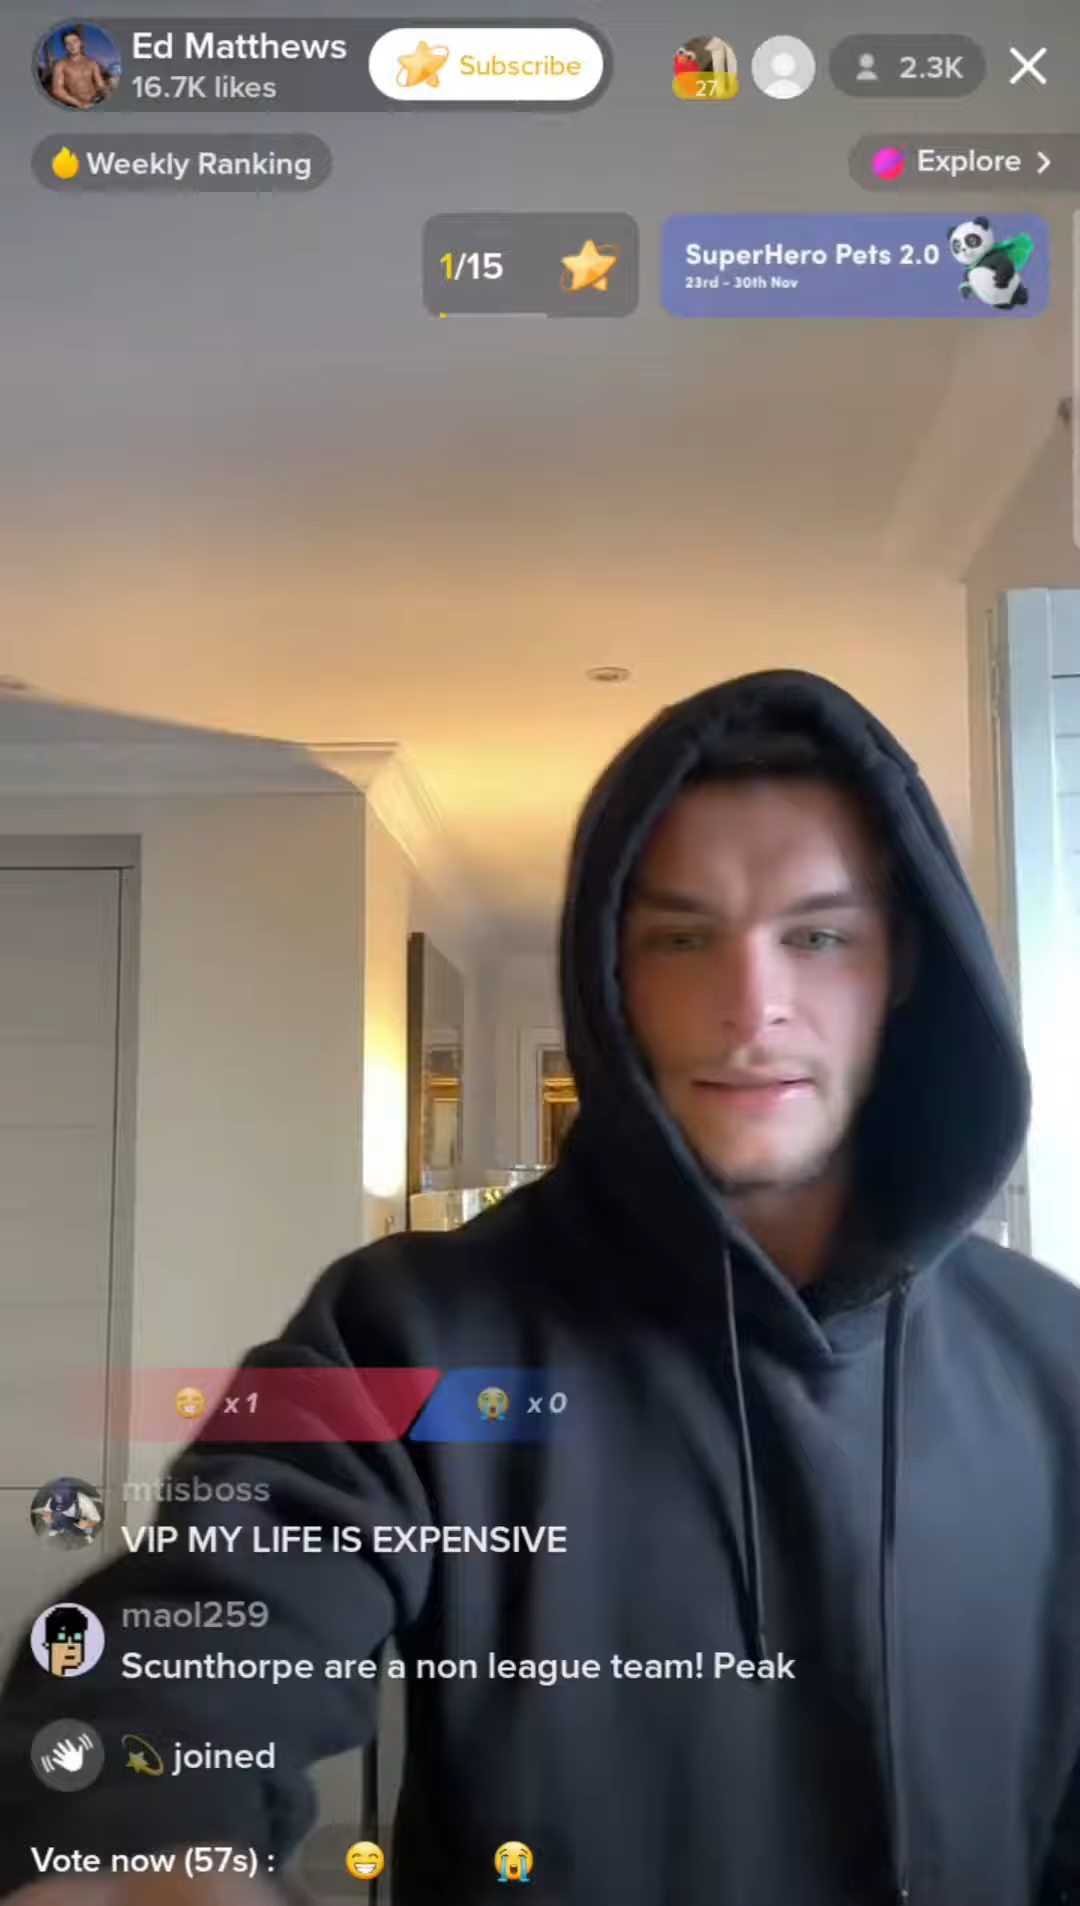 Ed Matthews
16.7K likes
Subscribe
27
2.3K
Weekly Ranking
Explore
1/15
SuperHero Pets 2.0
23rd - 30th Nov
x1
x0
mtisboss
VIP MY LIFE IS EXPENSIVE
maol259
Scunthorpe are a non league team! Peak
joined
Vote now (57s) :